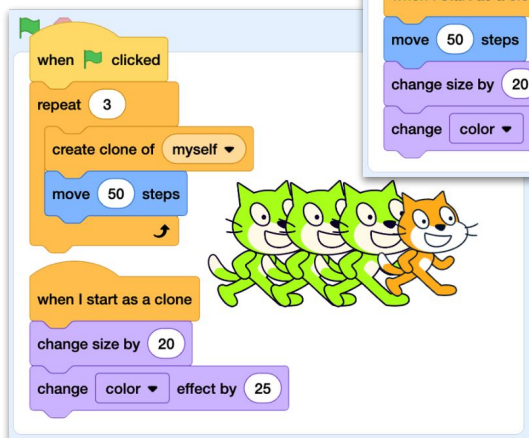 when clicked
repeat 3
create clone of myself
move 50 steps
when I start as a clone
change size by 20
change color effect by 25
move 50 steps
change size by 20
change color